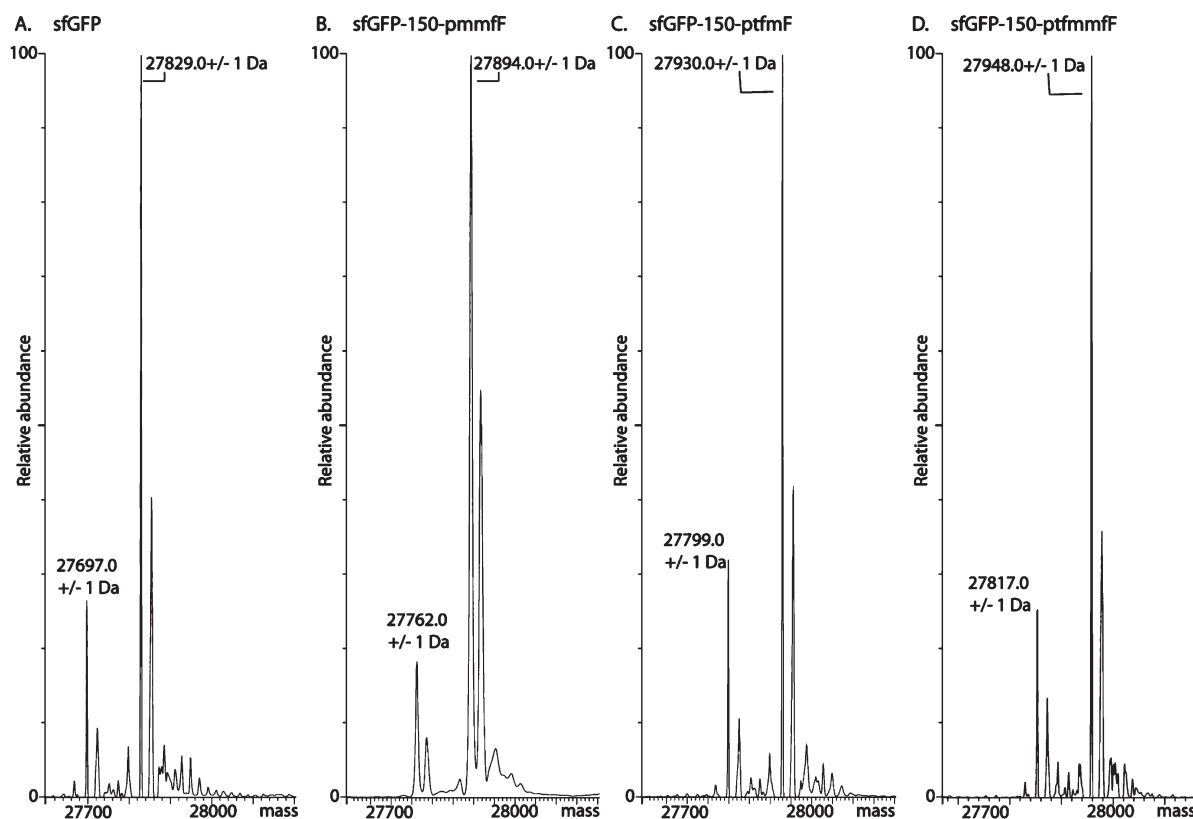 A. sfGFP
B. sfGFP-150-pmmfF
C. sfGFP-150-ptfmF
D. sfGFP-150-ptfmmfF
100
27829.0+/- 1 Da
27697.0
+/- 1 Da
Relative abundance
0
27700
28000
mass
100
27894.0+/- 1 Da
27762.0
+/- 1 Da
Relative abundance
0
27700
28000
mass
100
27930.0+/- 1 Da
27799.0
+/- 1 Da
Relative abundance
0
27700
28000
mass
100
27948.0+/- 1 Da
27817.0
+/- 1 Da
Relative abundance
0
27700
28000
mass